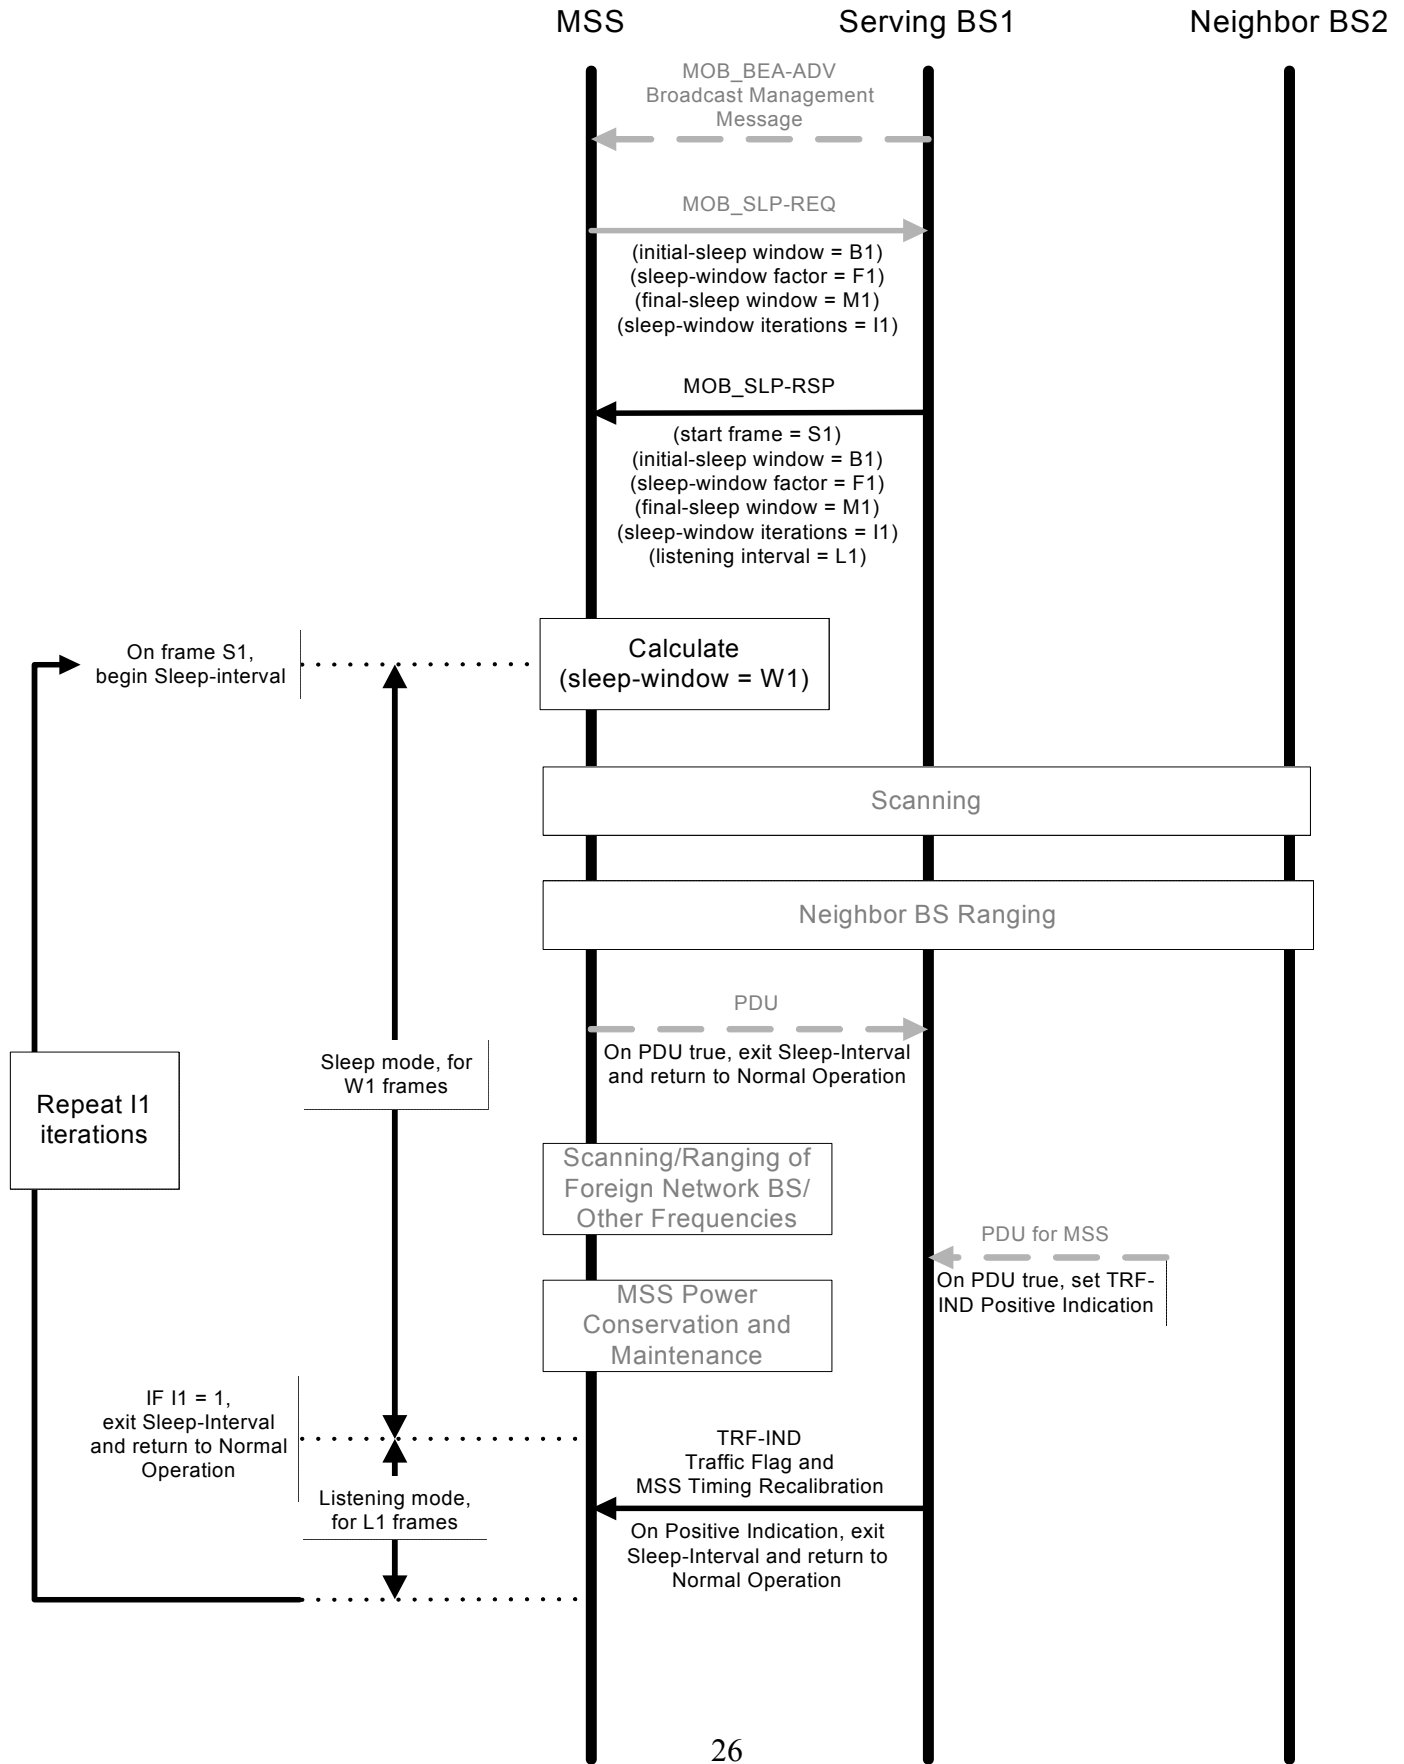 MSS
Serving BS1
Neighbor BS2
MOB_BEA-ADV
Broadcast Management
Message
MOB_SLP-REQ
(initial-sleep window = B1)
(sleep-window factor = F1)
(final-sleep window = M1)
(sleep-window iterations = I1)
MOB_SLP-RSP
(start frame = S1)
(initial-sleep window = B1)
(sleep-window factor = F1)
(final-sleep window = M1)
(sleep-window iterations = I1)
(listening interval = L1)
On frame S1,
begin Sleep-interval
Calculate
(sleep-window = W1)
Scanning
Neighbor BS Ranging
PDU
On PDU true, exit Sleep-Interval
and return to Normal Operation
Sleep mode, for
W1 frames
Repeat I1
iterations
Scanning/Ranging of
Foreign Network BS/
Other Frequencies
PDU for MSS
On PDU true, set TRF-
IND Positive Indication
MSS Power
Conservation and
Maintenance
IF I1 = 1,
exit Sleep-Interval
and return to Normal
Operation
TRF-IND
Traffic Flag and
MSS Timing Recalibration
Listening mode,
for L1 frames
On Positive Indication, exit
Sleep-Interval and return to
Normal Operation
26